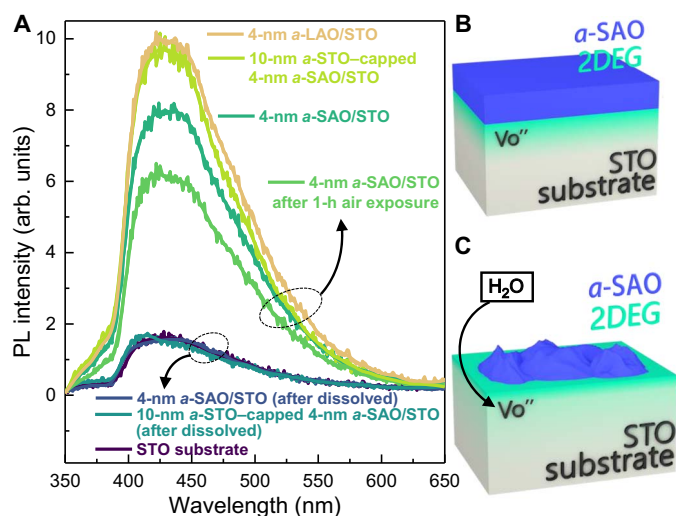 A
10
8
6
4
2
0
PL intensity (arb. units)
4-nm a-LAO/STO
10-nm a-STO–capped
4-nm a-SAO/STO
4-nm a-SAO/STO
4-nm a-SAO/STO
after 1-h air exposure
4-nm a-SAO/STO (after dissolved)
10-nm a-STO–capped 4-nm a-SAO/STO
(after dissolved)
STO substrate
350 400 450 500 550 600 650
Wavelength (nm)
B
a-SAO
2DEG
Vo''
STO
substrate
C
H₂O
a-SAO
2DEG
Vo''
STO
substrate